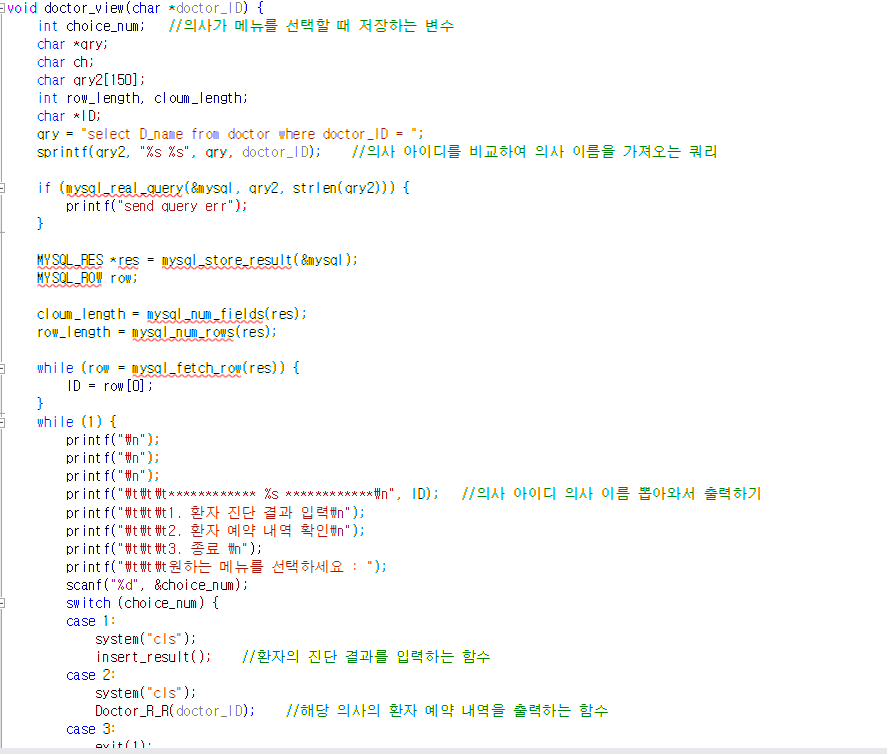 void doctor_view(char *doctor_ID) {
int choice_num; //의사가 메뉴를 선택할 때 저장하는 변수
char *qry;
char ch;
char qry2[150];
int row_length, cloum_length;
char *ID;
qry = "select D_name from doctor where doctor_ID = ";
sprintf(qry2, "%s %s", qry, doctor_ID); //의사 아이디를 비교하여 의사 이름을 가져오는 쿼리
if (mysql_real_query(&mysql, qry2, strlen(qry2))) {
printf("send query err");
}
MYSQL_RES *res = mysql_store_result(&mysql);
MYSQL_ROW row;
cloum_length = mysql_num_fields(res);
row_length = mysql_num_rows(res);
while (row = mysql_fetch_row(res)) {
ID = row[0];
}
while (1) {
printf("₩n");
printf("₩n");
printf("₩n");
printf("₩t₩t₩t************ %s ************₩n", ID); //의사 아이디 의사 이름 뽑아와서 출력하기
printf("₩t₩t₩t1. 환자 진단 결과 입력₩n");
printf("₩t₩t₩t2. 환자 예약 내역 확인₩n");
printf("₩t₩t₩t3. 종료 ₩n");
printf("₩t₩t₩t원하는 메뉴를 선택하세요 : ");
scanf("%d", &choice_num);
switch (choice_num) {
case 1:
system("cls");
insert_result(); //환자의 진단 결과를 입력하는 함수
case 2:
system("cls");
Doctor_R_R(doctor_ID); //해당 의사의 환자 예약 내역을 출력하는 함수
case 3:
exit(1);